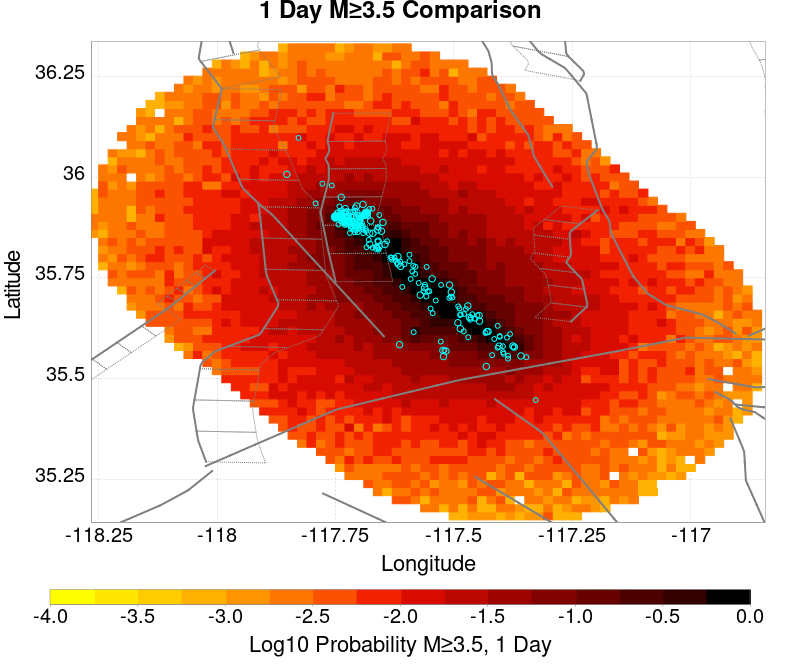 1 Day M≥3.5 Comparison
36.25
36
35.75
35.5
35.25
Latitude
-118.25 -118 -117.75 -117.5 -117.25 -117
Longitude
-4.0 -3.5 -3.0 -2.5 -2.0 -1.5 -1.0 -0.5 0.0
Log10 Probability M≥3.5, 1 Day